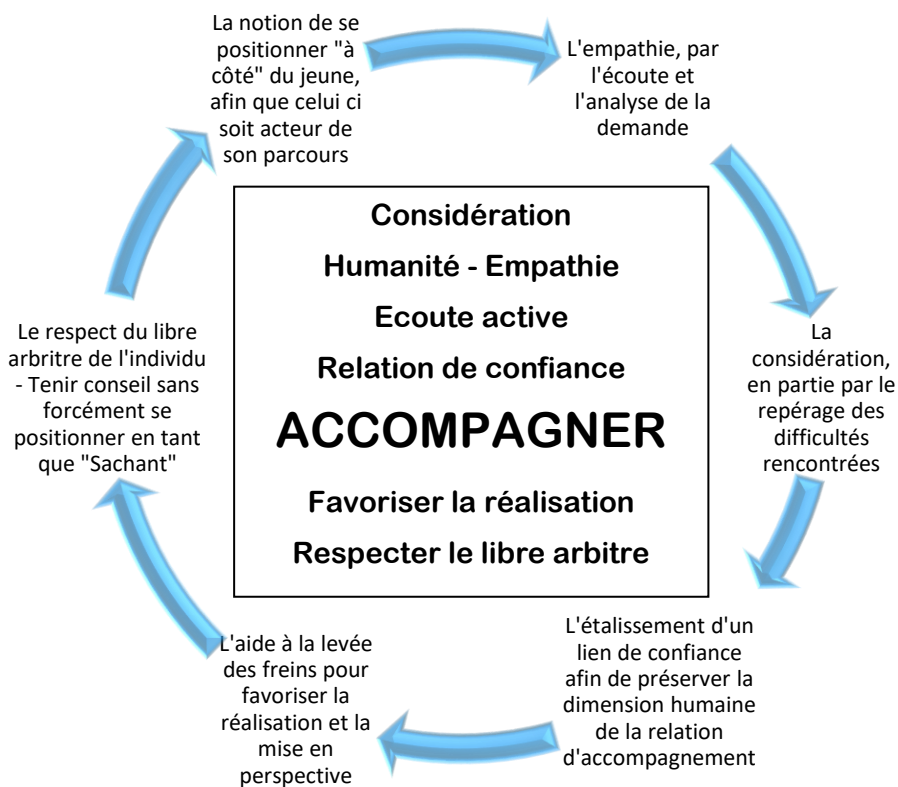 La notion de se
positionner "à
côté" du jeune,
afin que celui ci
soit acteur de
son parcours
L'empathie, par
l'écoute et
l'analyse de la
demande
La
considération,
en partie par le
repérage des
difficultés
rencontrées
L'étalissement d'un
lien de confiance
afin de préserver la
dimension humaine
de la relation
d'accompagnement
L'aide à la levée
des freins pour
favoriser la
réalisation et la
mise en
perspective
Le respect du libre
arbritre de l'individu
- Tenir conseil sans
forcément se
positionner en tant
que "Sachant"
Considération
Humanité - Empathie
Ecoute active
Relation de confiance
ACCOMPAGNER
Favoriser la réalisation
Respecter le libre arbitre